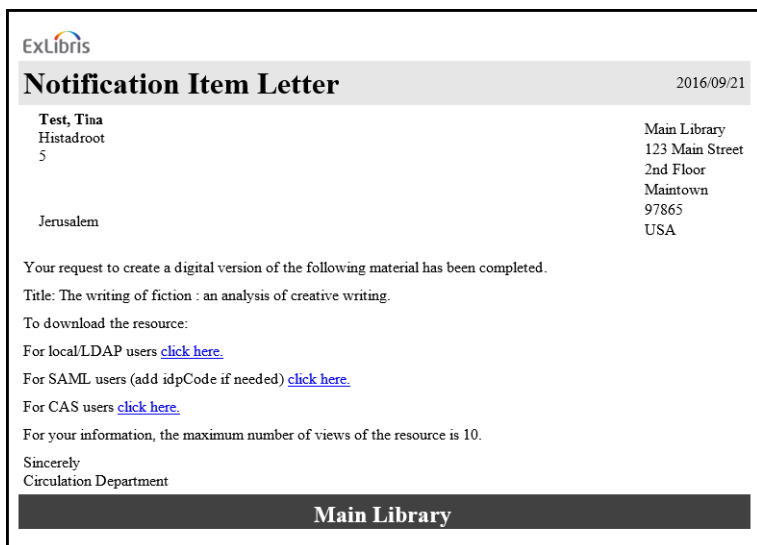 ExLibris
Notification Item Letter
2016/09/21
Test, Tina
Histadroot
5
Jerusalem
Main Library
123 Main Street
2nd Floor
Maintown
97865
USA
Your request to create a digital version of the following material has been completed.
Title: The writing of fiction : an analysis of creative writing.
To download the resource:
For local/LDAP users click here.
For SAML users (add idpCode if needed) click here.
For CAS users click here.
For your information, the maximum number of views of the resource is 10.
Sincerely
Circulation Department
Main Library